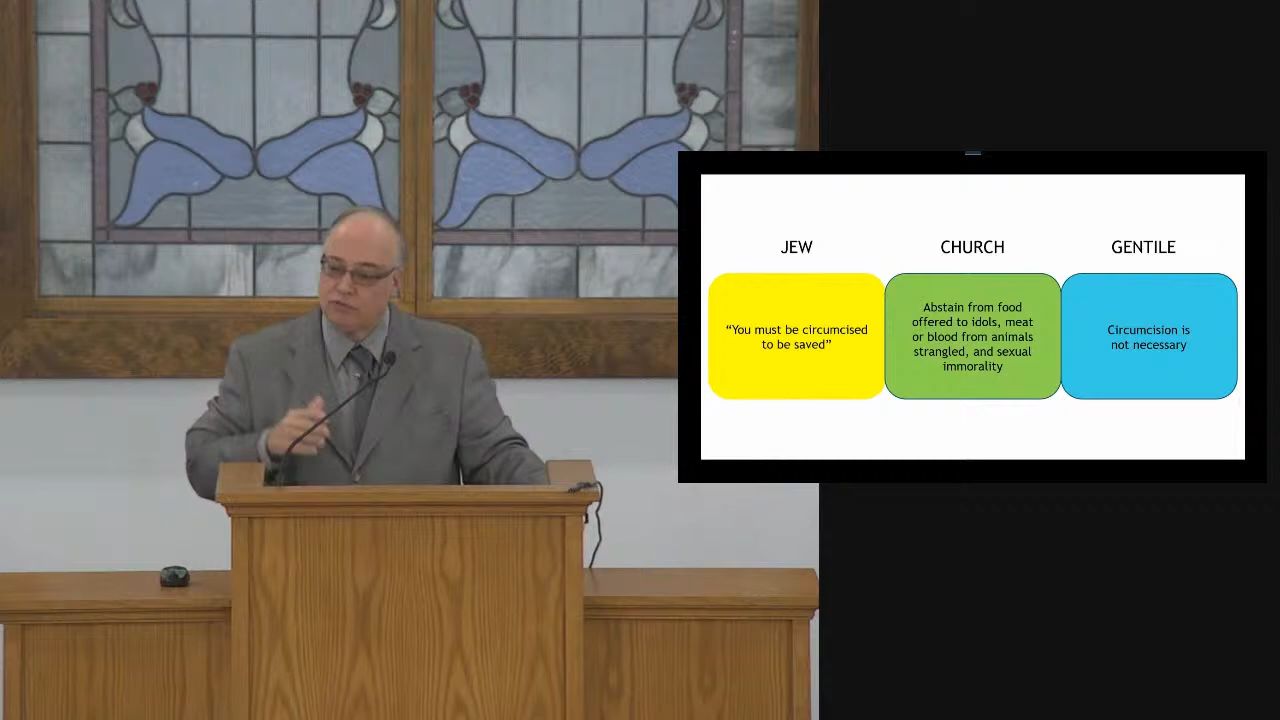 JEW
CHURCH
GENTILE
“You must be circumcised
to be saved”
Abstain from food
offered to idols, meat
or blood from animals
strangled, and sexual
immorality
Circumcision is
not necessary